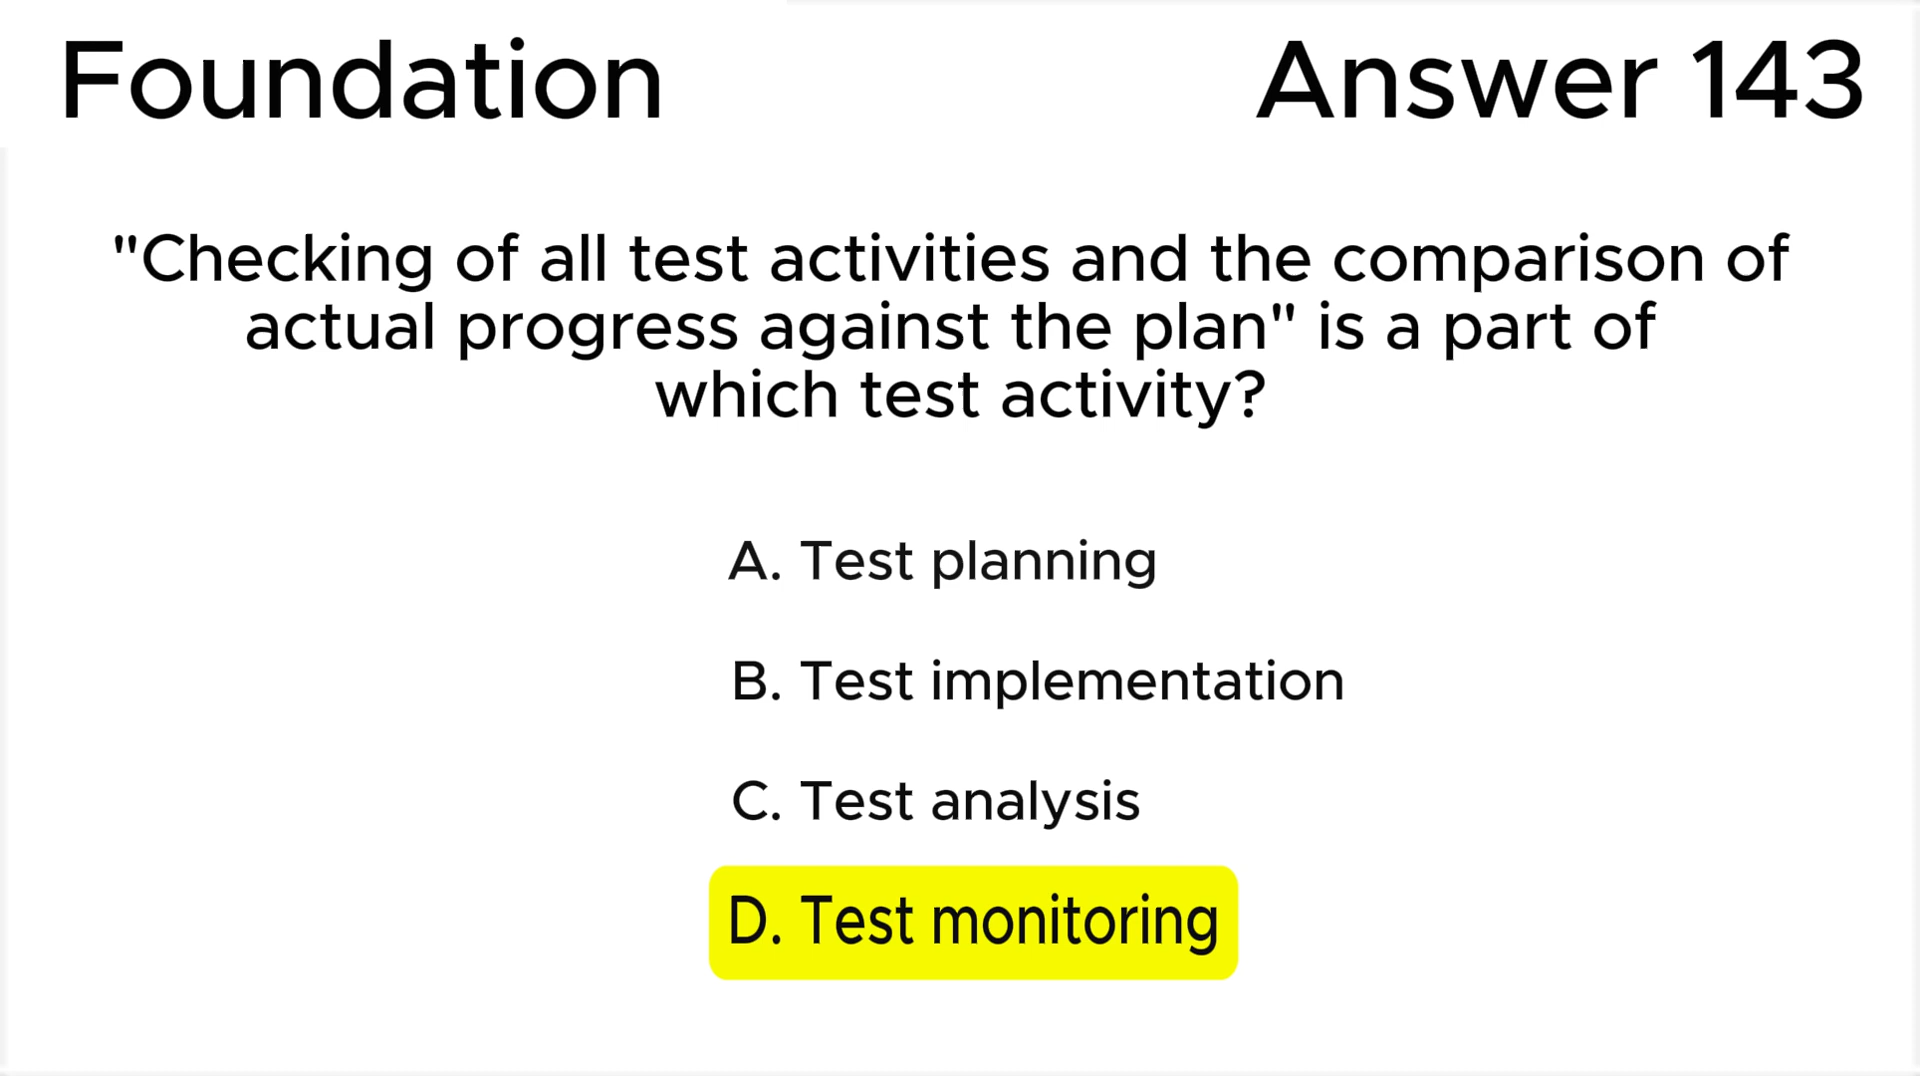 Foundation
Answer 143
"Checking of all test activities and the comparison of
actual progress against the plan" is a part of
which test activity?
A. Test planning
B. Test implementation
C. Test analysis
D. Test monitoring